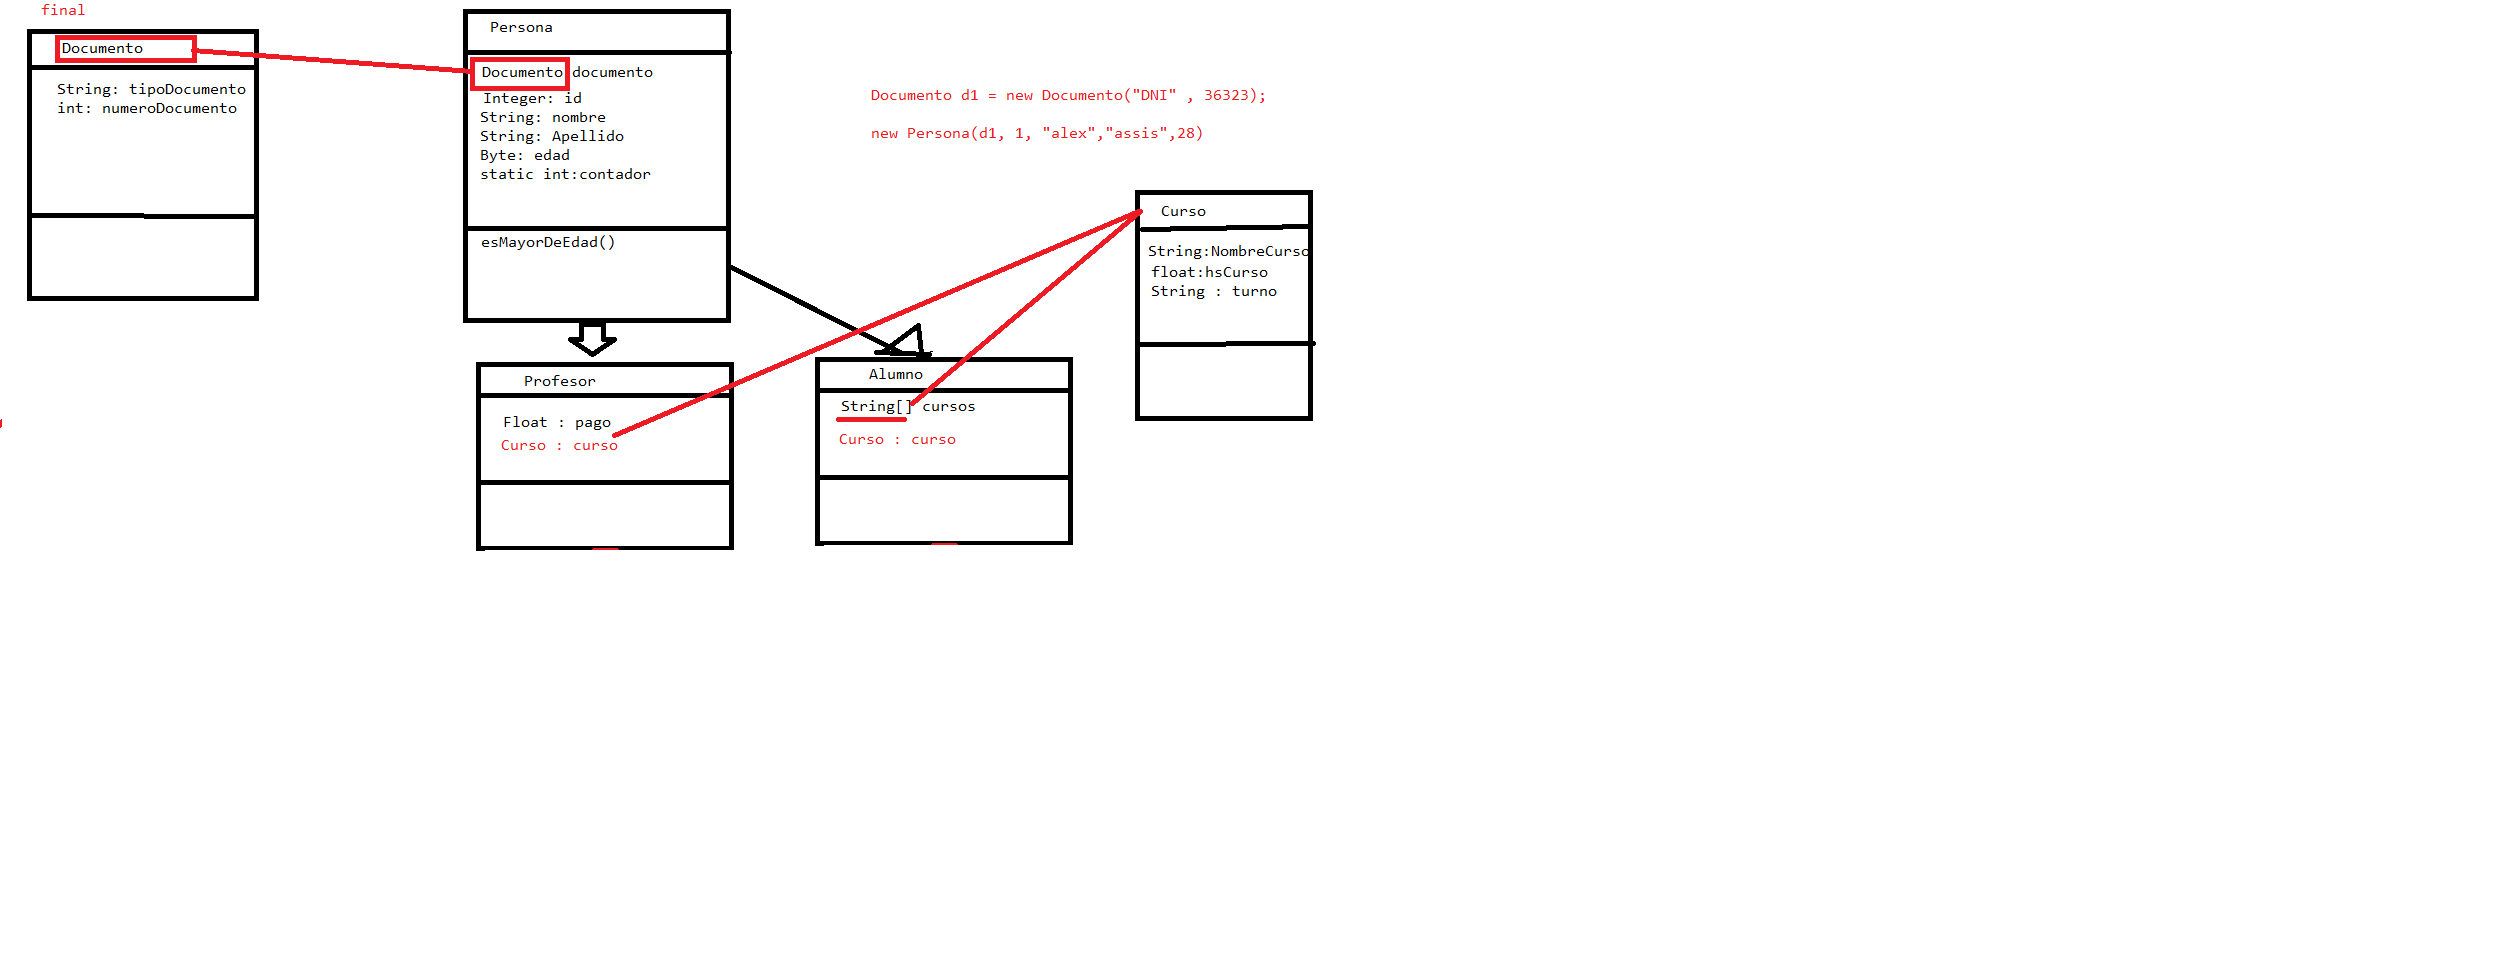 final
Documento
String: tipoDocumento
int: numeroDocumento
Persona
Documento documento
Integer: id
String: nombre
String: Apellido
Byte: edad
static int:contador
esMayorDeEdad()
Documento d1 = new Documento("DNI" , 36323);
new Persona(d1, 1, "alex","assis",28)
Curso
String:NombreCurso
float:hsCurso
String : turno
Profesor
Float : pago
Curso : curso
Alumno
String[] cursos
Curso : curso